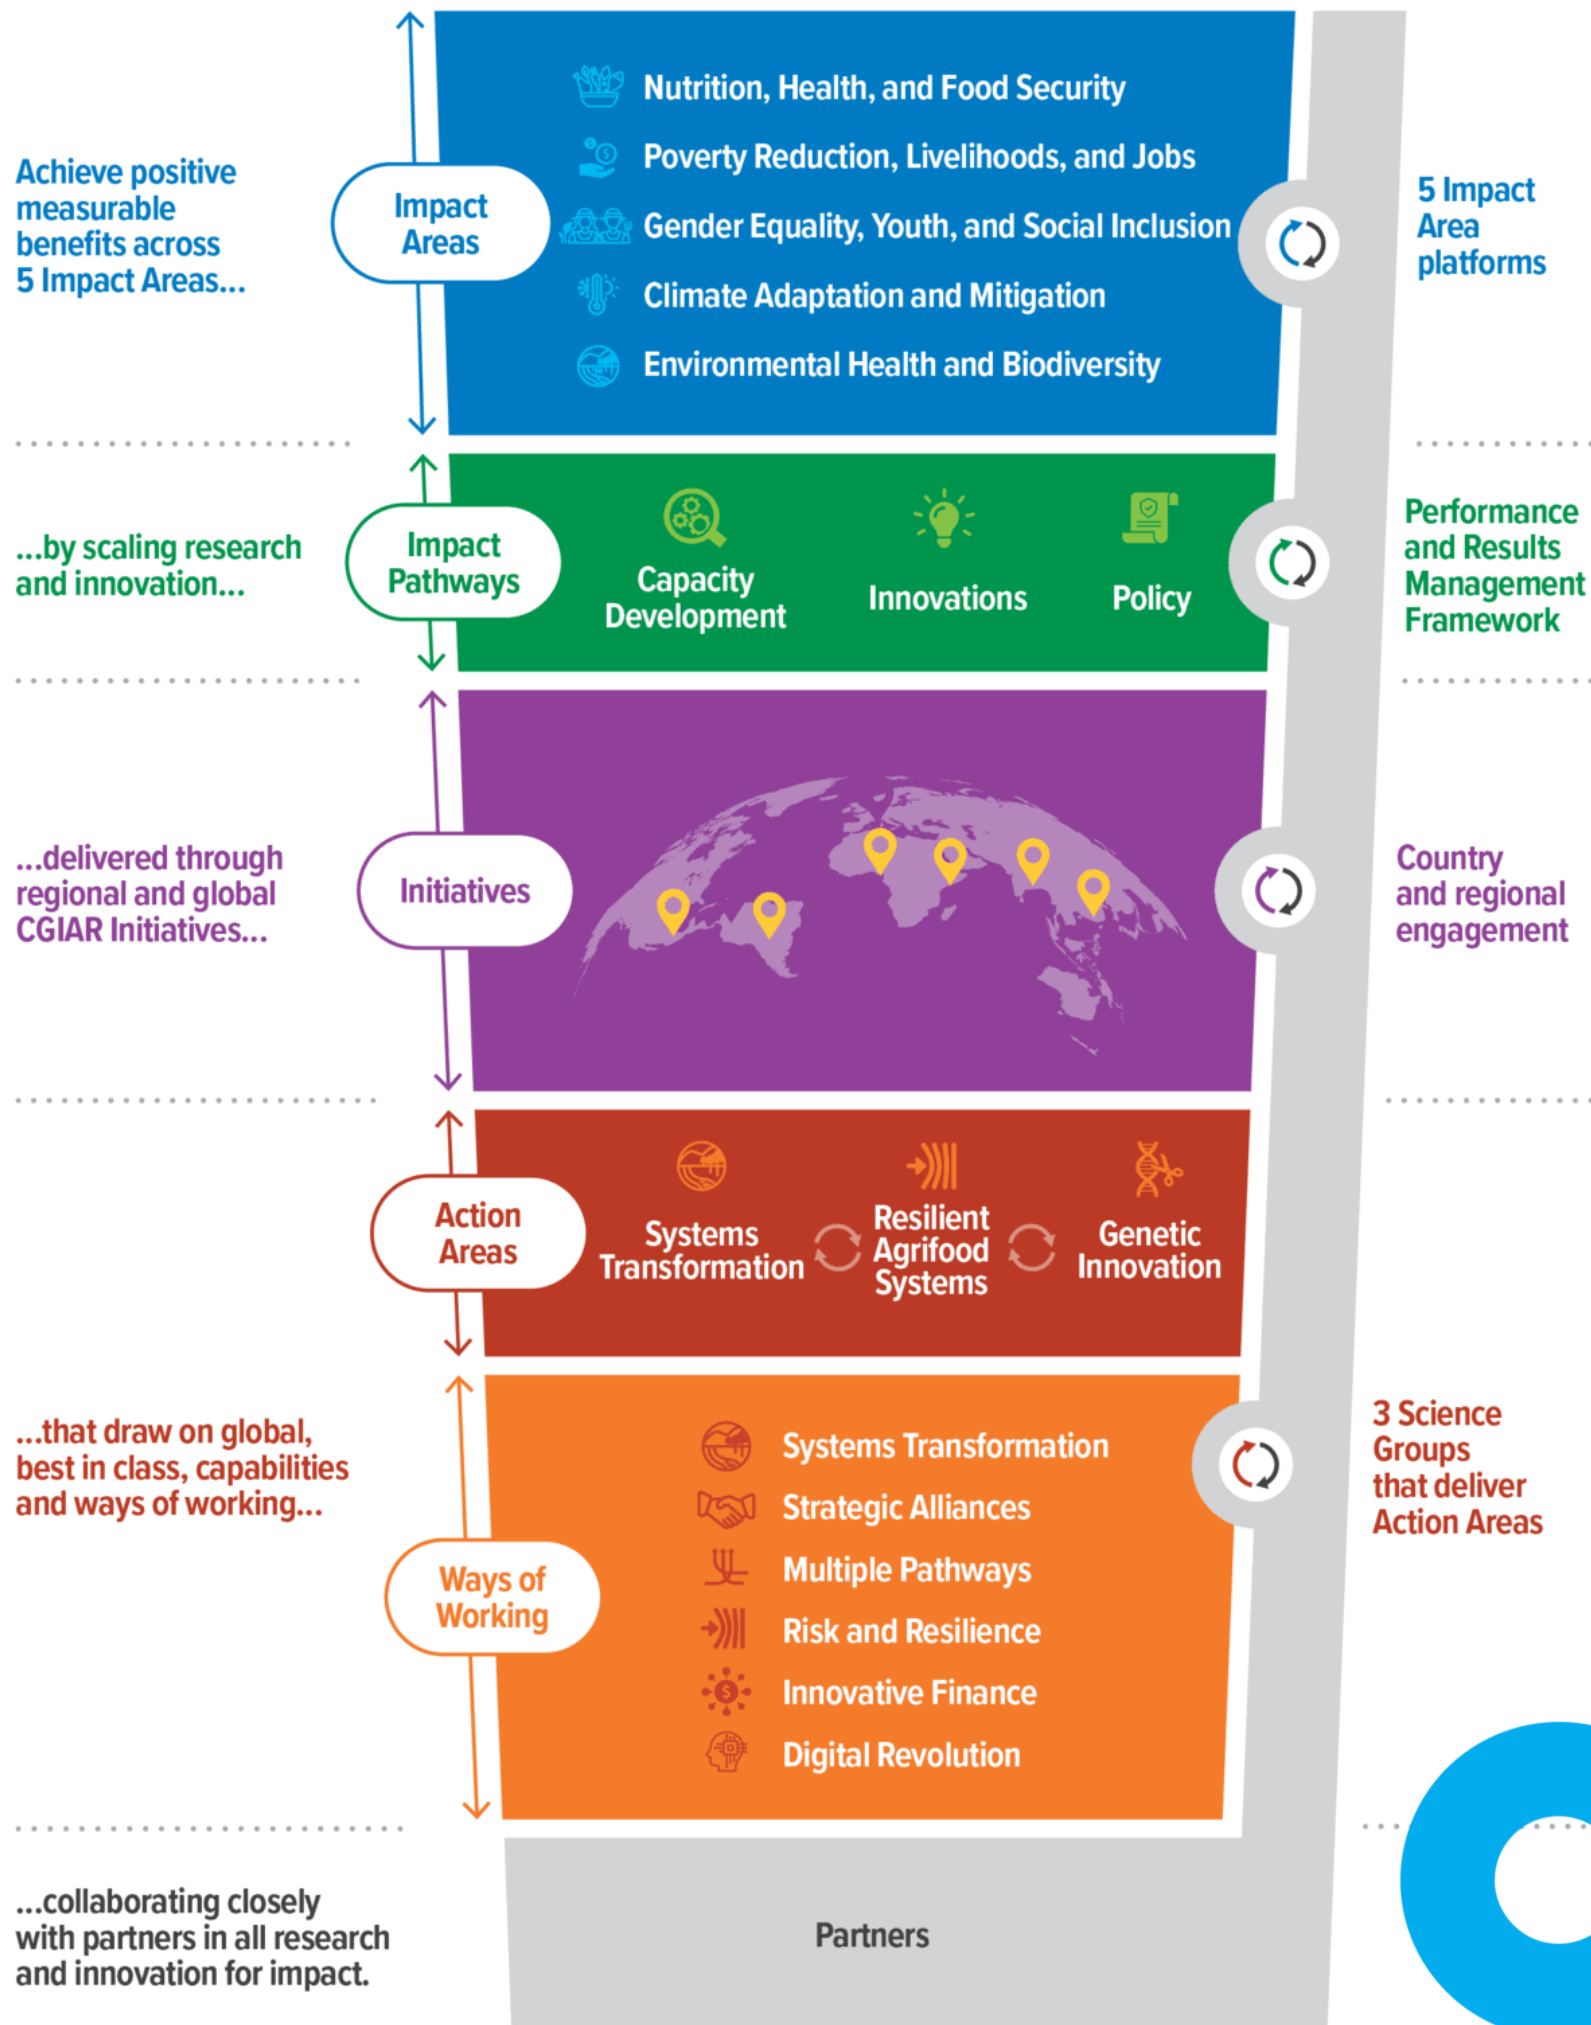 Achieve positive
measurable
benefits across
5 Impact Areas...
Impact
Areas
Nutrition, Health, and Food Security
Poverty Reduction, Livelihoods, and Jobs
Gender Equality, Youth, and Social Inclusion
Climate Adaptation and Mitigation
Environmental Health and Biodiversity
5 Impact
Area
platforms
...by scaling research
and innovation...
Impact
Pathways
Capacity
Development
Innovations
Policy
Performance
and Results
Management
Framework
...delivered through
regional and global
CGIAR Initiatives...
Initiatives
Country
and regional
engagement
Action
Areas
Systems
Transformation
Resilient
Agrifood
Systems
Genetic
Innovation
...that draw on global,
best in class, capabilities
and ways of working...
Ways of
Working
Systems Transformation
Strategic Alliances
Multiple Pathways
Risk and Resilience
Innovative Finance
Digital Revolution
3 Science
Groups
that deliver
Action Areas
...collaborating closely
with partners in all research
and innovation for impact.
Partners